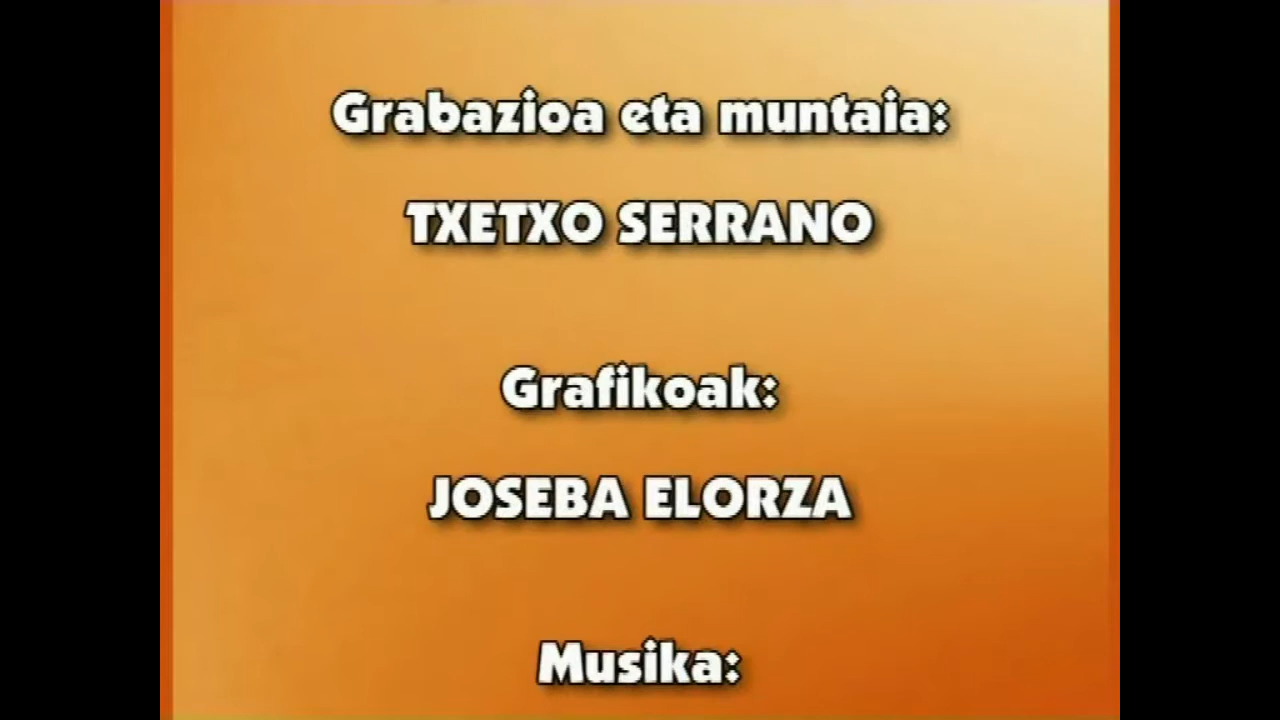 Grabazioa eta muntaia:
TXETXO SERRANO
Grafikoak:
JOSEBA ELORZA
Musika: